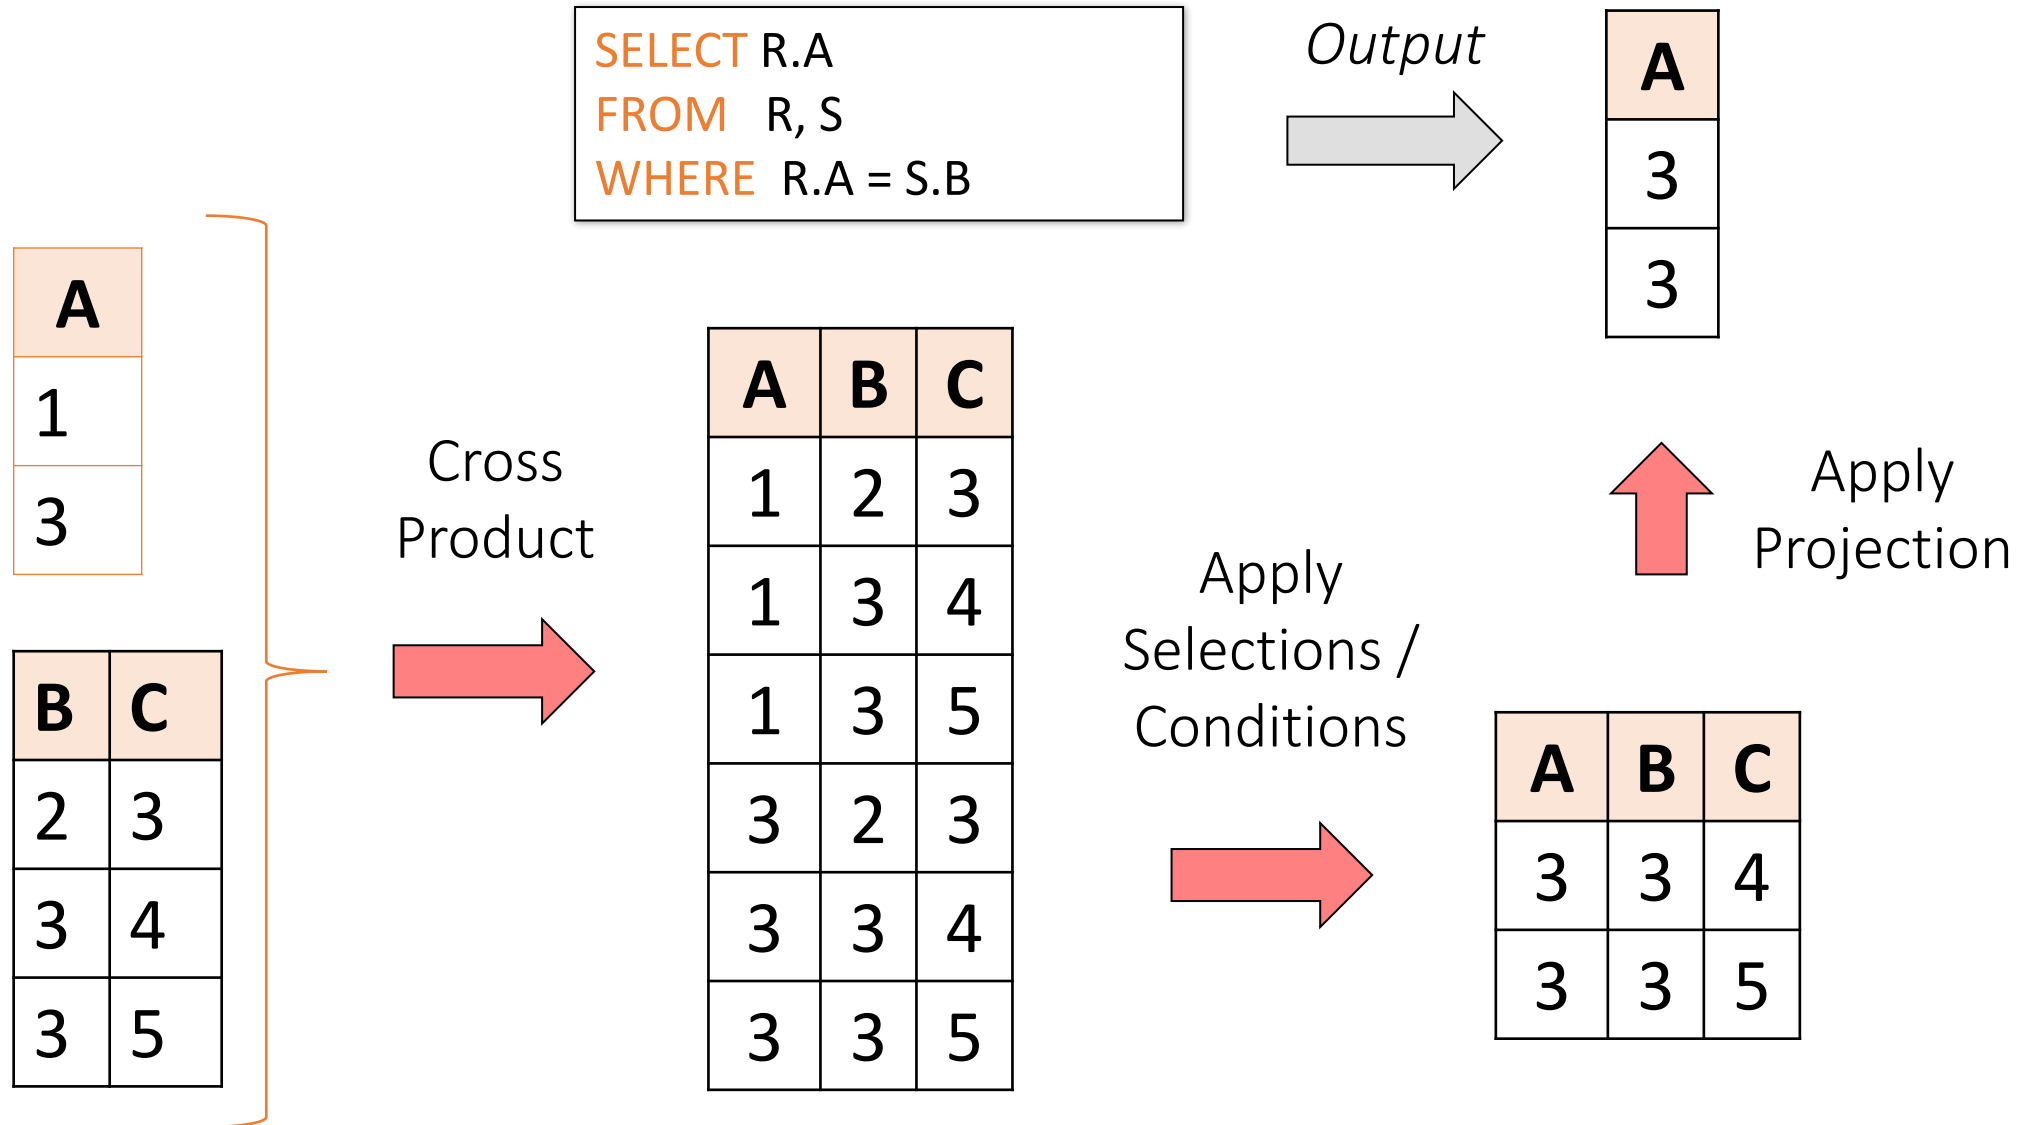 SELECT R.A
FROM R, S
WHERE R.A = S.B
Output
A
3
3
A
1
3
B C
2 3
3 4
3 5
Cross
Product
A B C
1 2 3
1 3 4
1 3 5
3 2 3
3 3 4
3 3 5
Apply
Selections /
Conditions
A B C
3 3 4
3 3 5
Apply
Projection